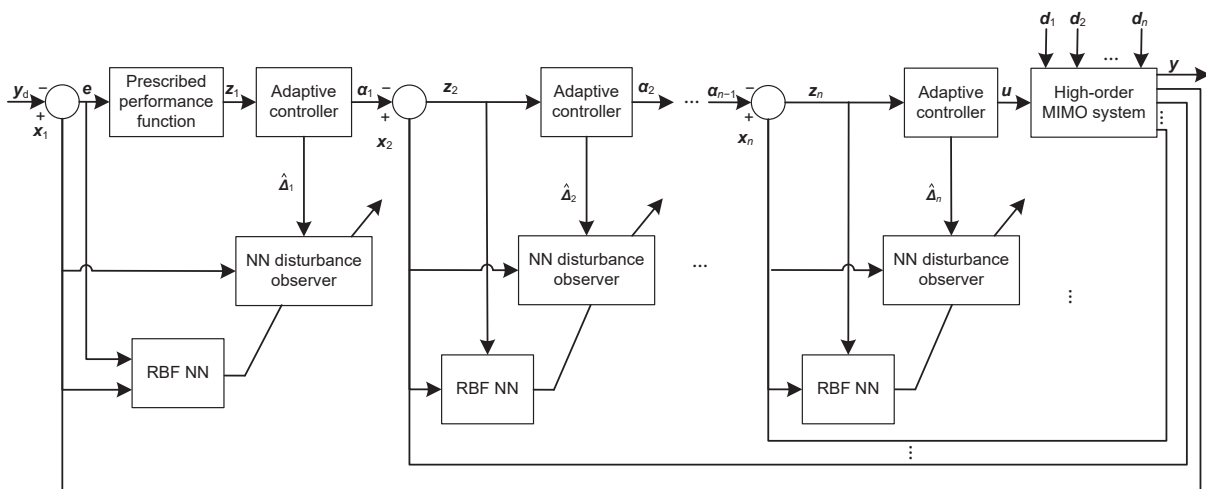 d1 d2 ... dn
yd − e Prescribed performance function z1 Adaptive controller α1 − z2 Adaptive controller α2 ... αn−1 − zn Adaptive controller u High-order MIMO system y
+ x1 + x2 + xn
Δ̂1 Δ̂2 Δ̂n
NN disturbance observer NN disturbance observer ... NN disturbance observer
RBF NN RBF NN RBF NN
...